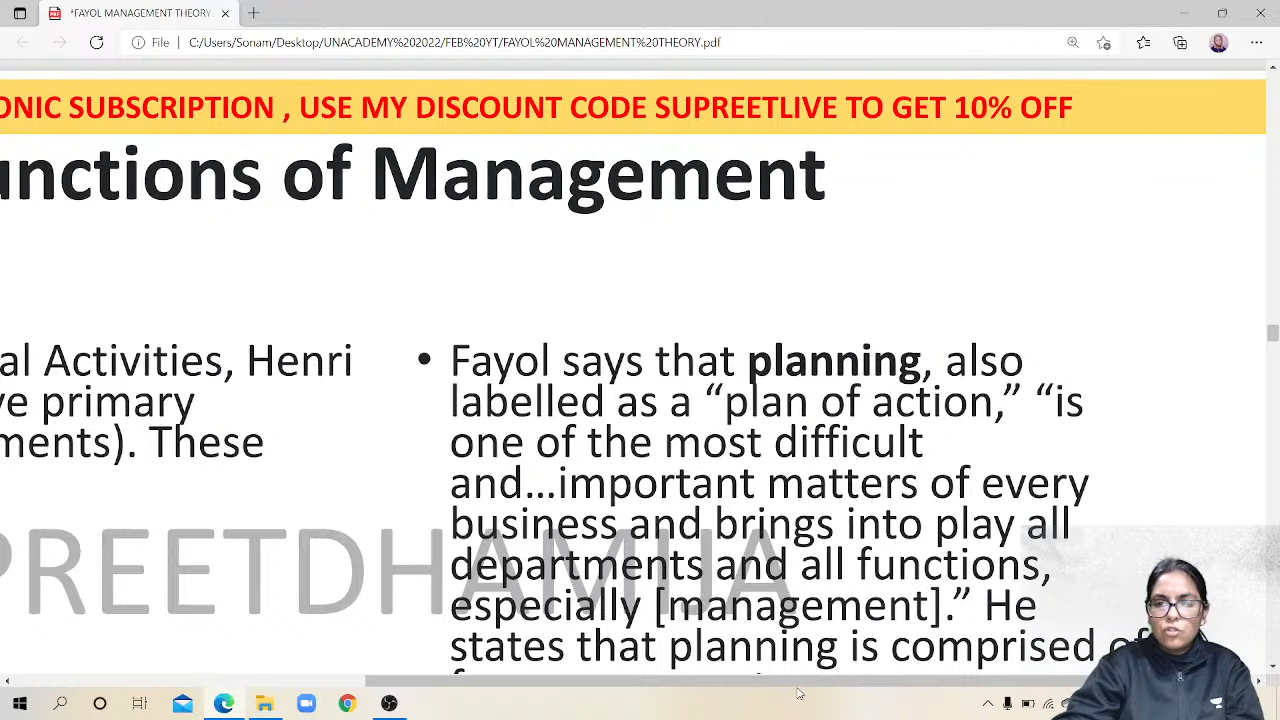 *FAYOL MANAGEMENT THEORY
File
C:/Users/Sonam/Desktop/UNACADEMY%202022/FEB%20YT/FAYOL%20MANAGEMENT%20THEORY.pdf
ONIC SUBSCRIPTION , USE MY DISCOUNT CODE SUPREETLIVE TO GET 10% OFF
unctions of Management
al Activities, Henri
ve primary
ments). These
• Fayol says that planning, also
labelled as a “plan of action,” “is
one of the most difficult
and…important matters of every
business and brings into play all
departments and all functions,
especially [management].” He
states that planning is comprised of
PREETDHAMIJA